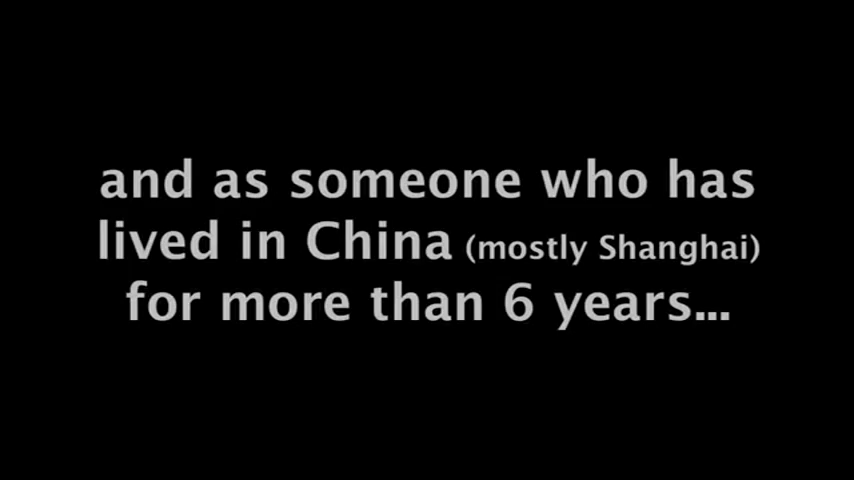 and as someone who has
lived in China (mostly Shanghai)
for more than 6 years...